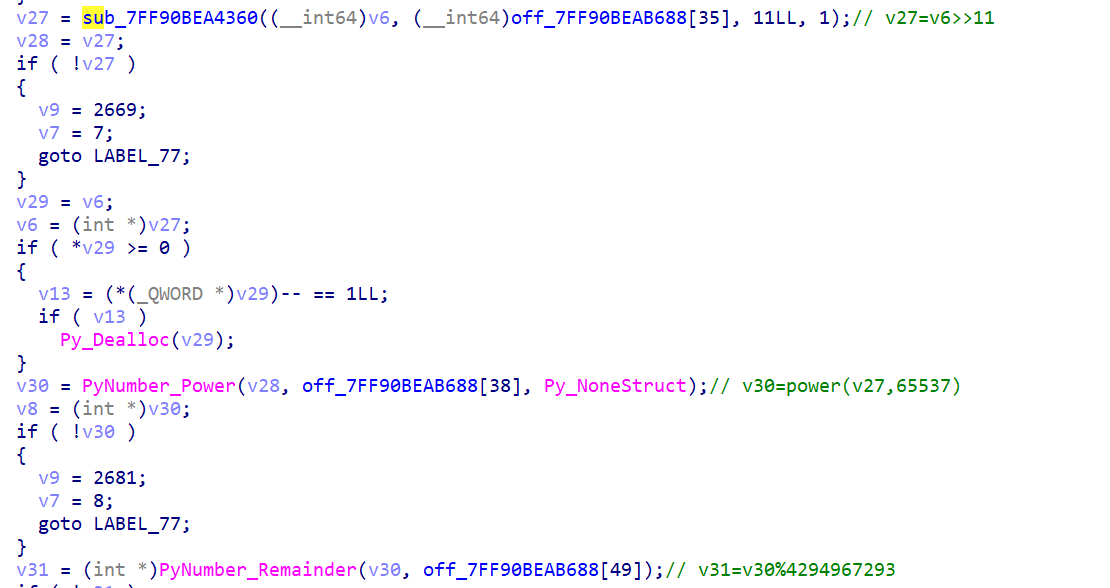 v27 = sub_7FF90BEA4360((__int64)v6, (__int64)off_7FF90BEAB688[35], 11LL, 1);// v27=v6>>11
v28 = v27;
if ( !v27 )
{
v9 = 2669;
v7 = 7;
goto LABEL_77;
}
v29 = v6;
v6 = (int *)v27;
if ( *v29 >= 0 )
{
v13 = (*(_QWORD *)v29)-- == 1LL;
if ( v13 )
Py_Dealloc(v29);
}
v30 = PyNumber_Power(v28, off_7FF90BEAB688[38], Py_NoneStruct);// v30=power(v27,65537)
v8 = (int *)v30;
if ( !v30 )
{
v9 = 2681;
v7 = 8;
goto LABEL_77;
}
v31 = (int *)PyNumber_Remainder(v30, off_7FF90BEAB688[49]);// v31=v30%4294967293